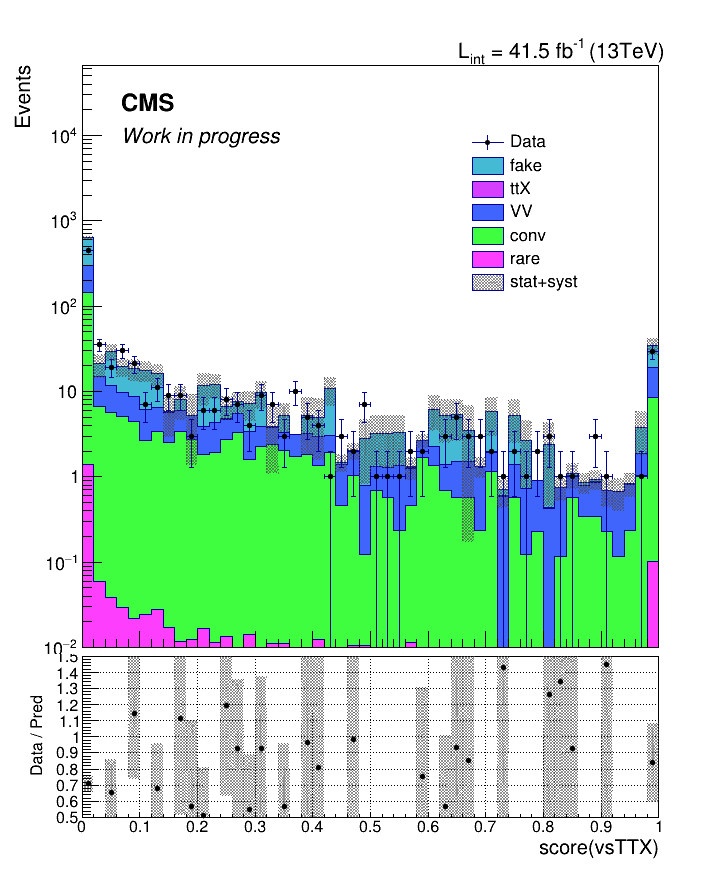 L_int = 41.5 fb^-1 (13TeV)
Events
CMS
Work in progress
Data
fake
ttX
VV
conv
rare
stat+syst
10^4
10^3
10^2
10
1
10^−1
10^−2
Data / Pred
1.5
1.4
1.3
1.2
1.1
1
0.9
0.8
0.7
0.6
0.5
0 0.1 0.2 0.3 0.4 0.5 0.6 0.7 0.8 0.9 1
score(vsTTX)